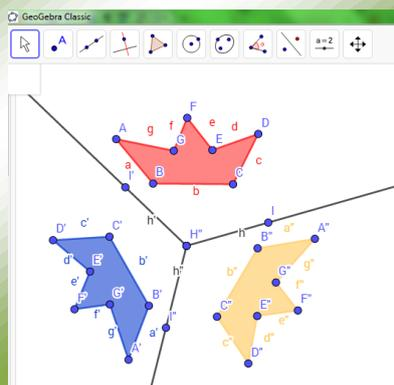 GeoGebra Classic
A
a=2
F
A g f e d D
G E
a B C c
I' b
h'
I
H" h A"
D' c' C' B" a"
h" g"
d' b' b" G"
E' f"
e' F"
F' G' B' C" E" e"
f' I"
g' a' c" d"
A' D"